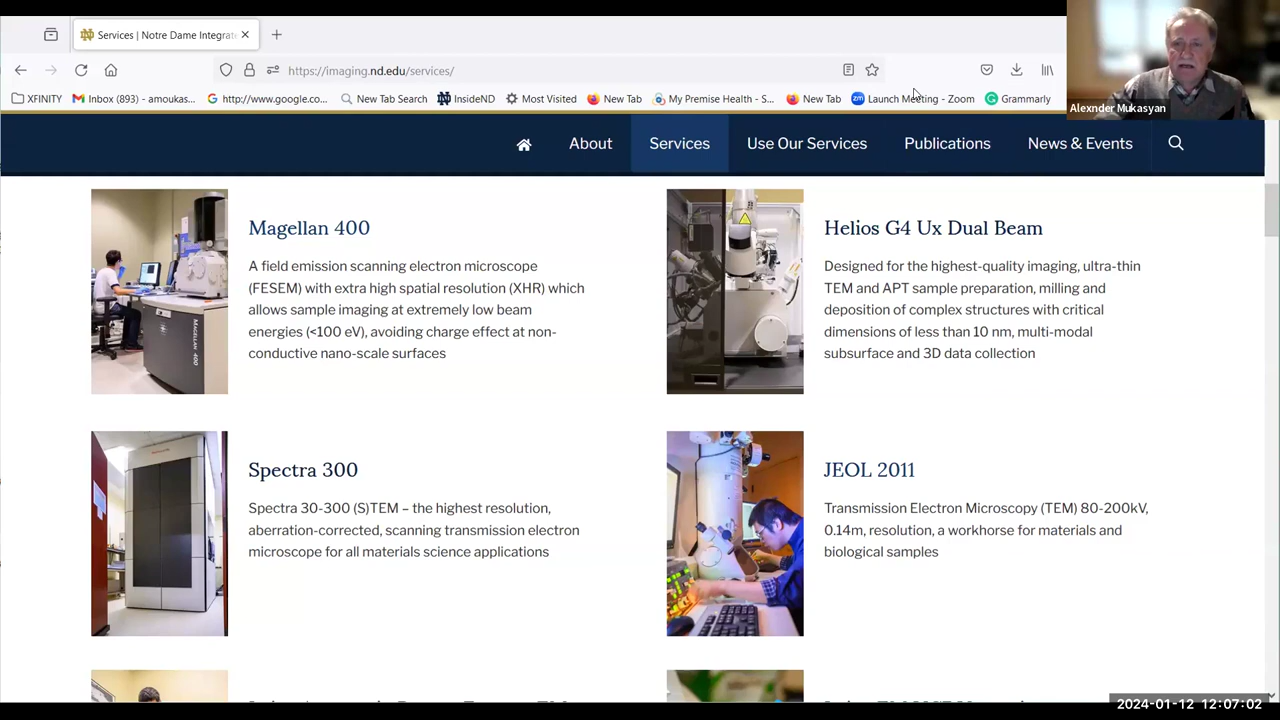 Services | Notre Dame Integrat
https://imaging.nd.edu/services/
XFINITY
Inbox (893) - amoukas...
http://www.google.co...
New Tab Search
InsideND
Most Visited
New Tab
My Premise Health - S...
New Tab
Launch Meeting - Zoom
Grammarly
Alexnder Mukasyan
About
Services
Use Our Services
Publications
News & Events
Magellan 400
A field emission scanning electron microscope
(FESEM) with extra high spatial resolution (XHR) which
allows sample imaging at extremely low beam
energies (<100 eV), avoiding charge effect at non-
conductive nano-scale surfaces
MAGELLAN 400
Helios G4 Ux Dual Beam
Designed for the highest-quality imaging, ultra-thin
TEM and APT sample preparation, milling and
deposition of complex structures with critical
dimensions of less than 10 nm, multi-modal
subsurface and 3D data collection
Spectra 300
Spectra 30-300 (S)TEM – the highest resolution,
aberration-corrected, scanning transmission electron
microscope for all materials science applications
JEOL 2011
Transmission Electron Microscopy (TEM) 80-200kV,
0.14m, resolution, a workhorse for materials and
biological samples
2024-01-12 12:07:02